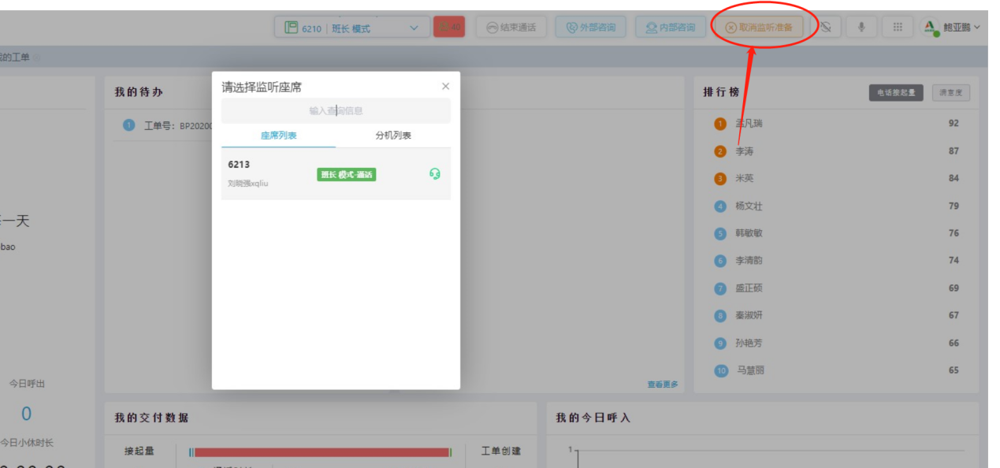 6210 | 班长 模式
40
结束通话
外部咨询
内部咨询
取消监听准备
鲍亚鹏
的工单
我的待办
1 工单号：BP20200
请选择监听座席
输入查询信息
座席列表
分机列表
6213
班长 模式-通话
刘晓强xqliu
排行榜
电话接起量
满意度
1 孟凡瑞 92
2 李涛 87
3 米英 84
4 杨文壮 79
5 韩敏敏 76
6 李清韵 74
7 盛正硕 69
8 秦淑妍 67
9 孙艳芳 66
10 马慧丽 65
一天
bao
今日呼出
0
今日小休时长
查看更多
我的交付数据
接起量
工单创建
我的今日呼入
1